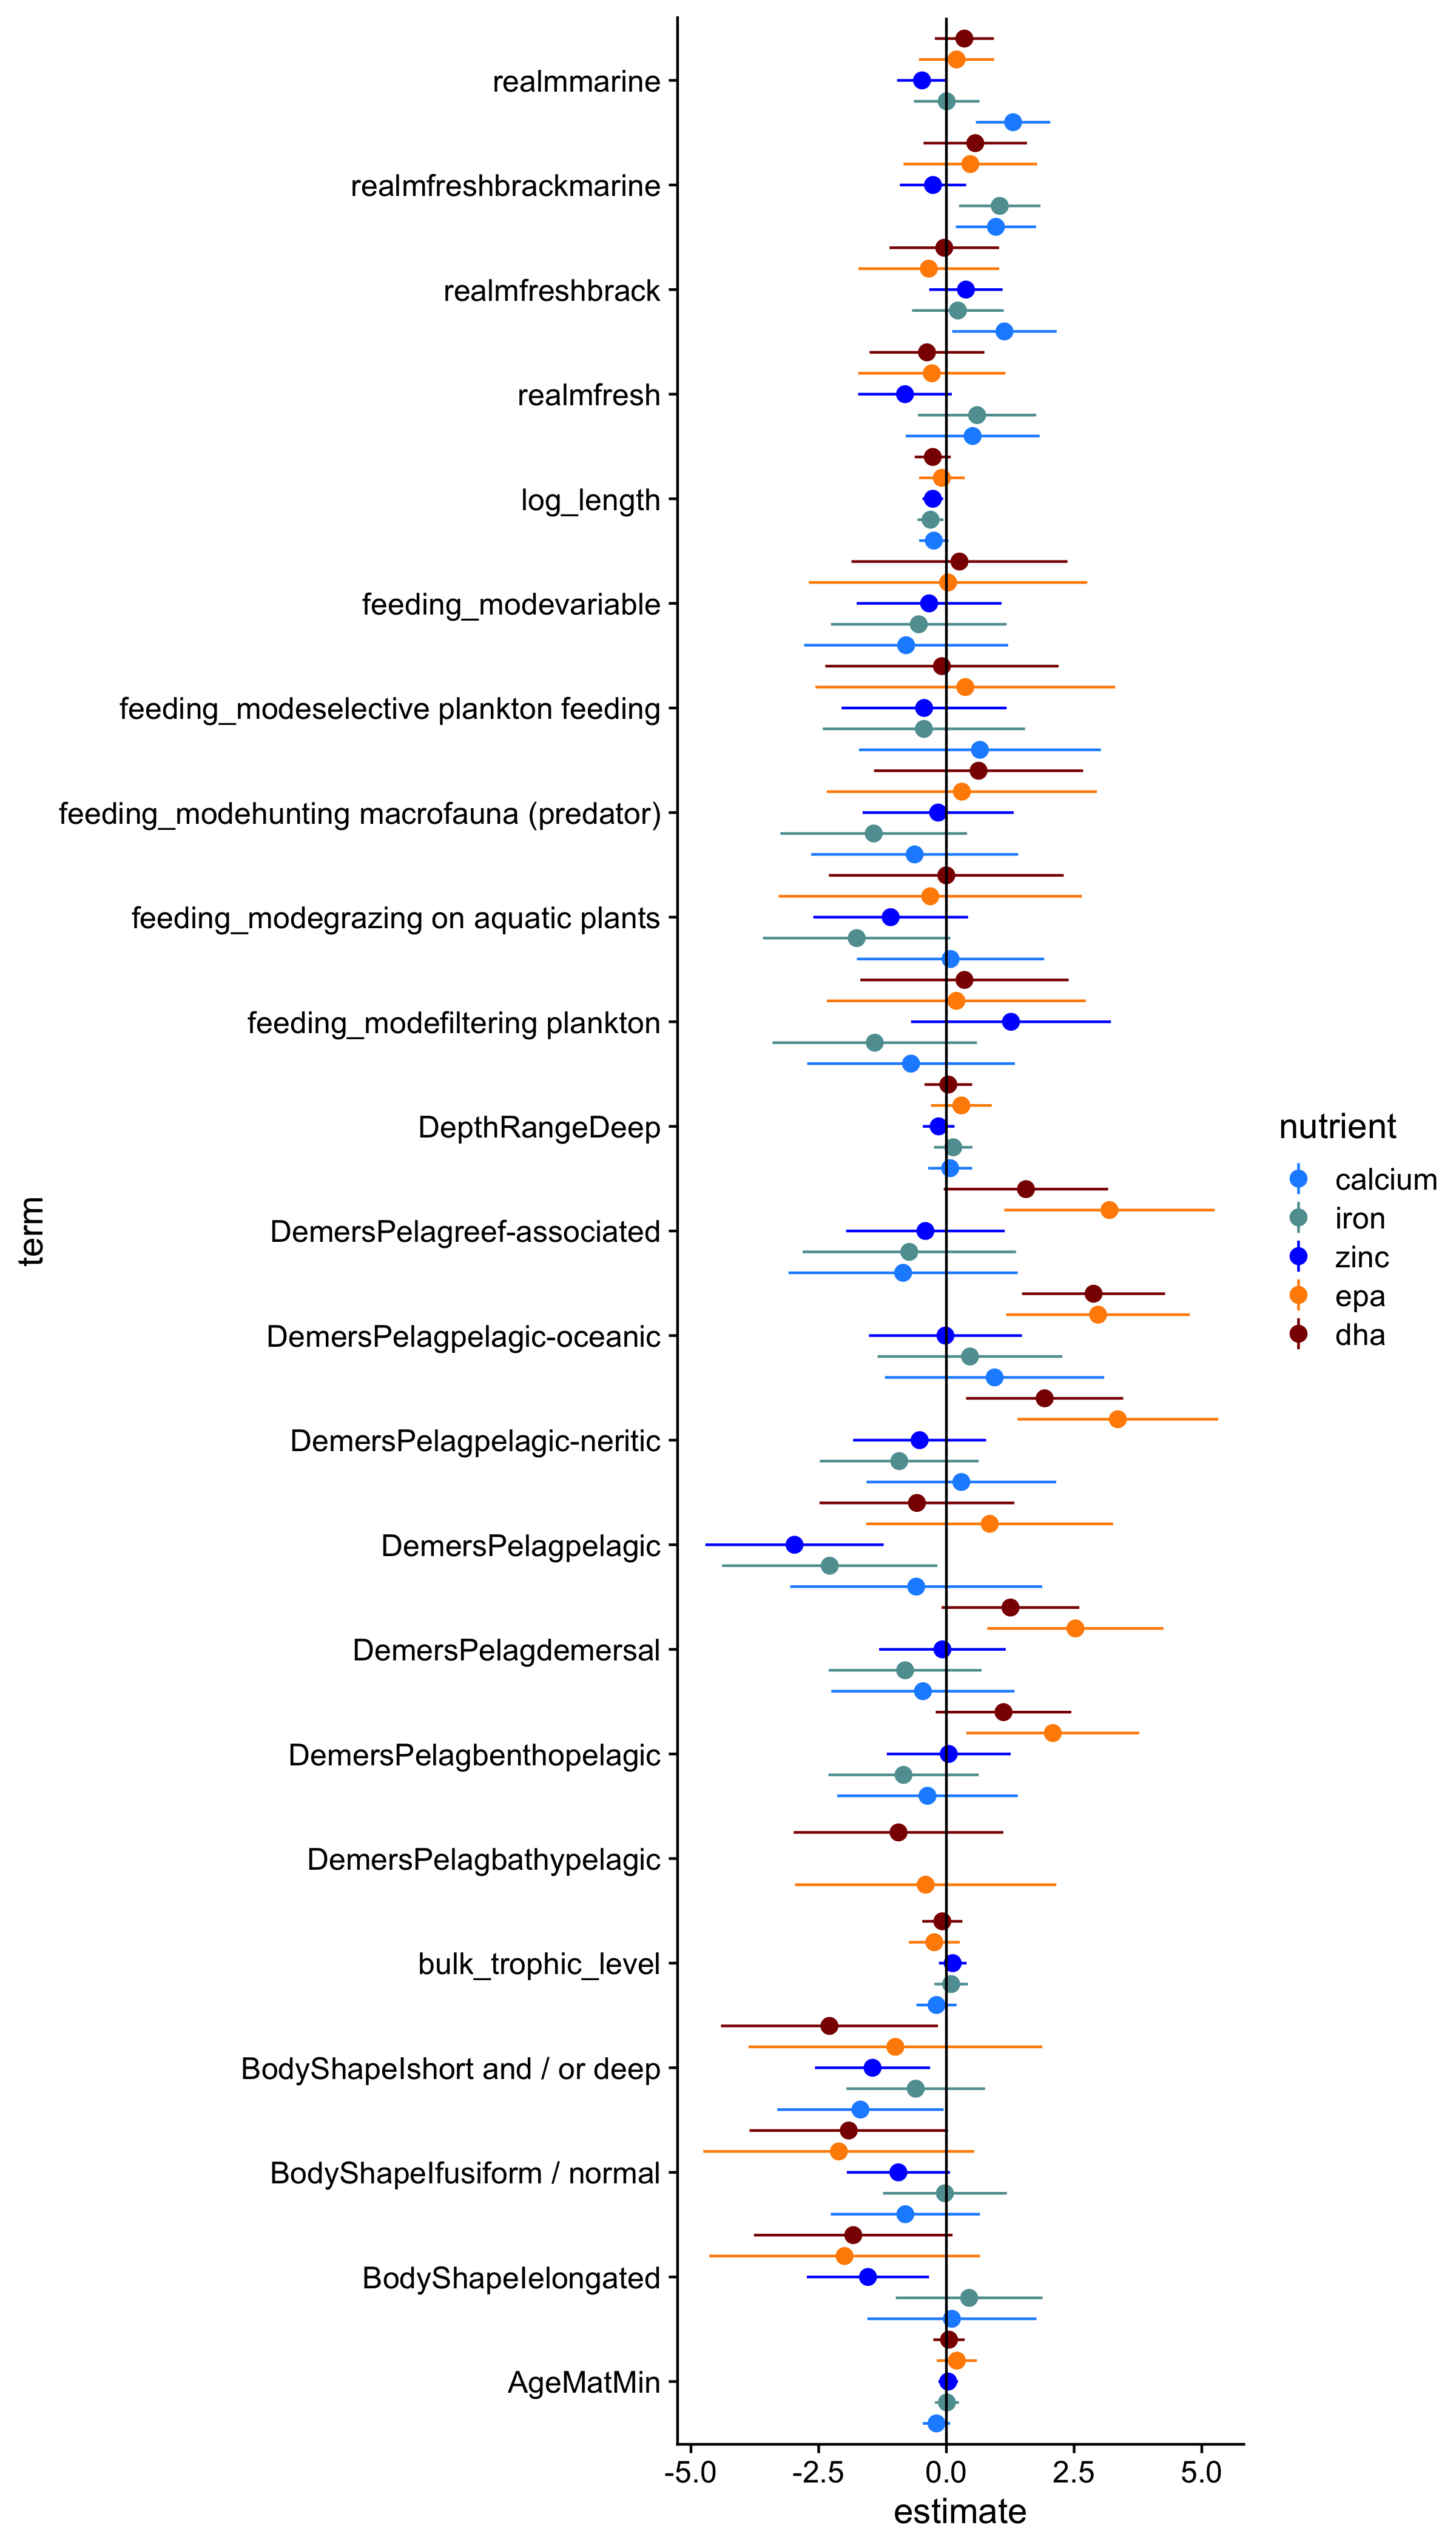 realmmarine
realmfreshbrackmarine
realmfreshbrack
realmfresh
log_length
feeding_modevariable
feeding_modeselective plankton feeding
feeding_modehunting macrofauna (predator)
feeding_modegrazing on aquatic plants
feeding_modefiltering plankton
DepthRangeDeep
DemersPelagreef-associated
DemersPelagpelagic-oceanic
DemersPelagpelagic-neritic
DemersPelagpelagic
DemersPelagdemersal
DemersPelagbenthopelagic
DemersPelagbathypelagic
bulk_trophic_level
BodyShapeIshort and / or deep
BodyShapeIfusiform / normal
BodyShapeIelongated
AgeMatMin
term
-5.0 -2.5 0.0 2.5 5.0
estimate
nutrient
calcium
iron
zinc
epa
dha